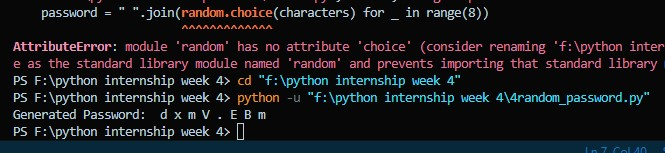 password = " ".join(random.choice(characters) for _ in range(8))
^^^^^^^^^^^^^
AttributeError: module 'random' has no attribute 'choice' (consider renaming 'f:\python inter
e as the standard library module named 'random' and prevents importing that standard library
PS F:\python internship week 4> cd "f:\python internship week 4"
PS F:\python internship week 4> python -u "f:\python internship week 4\4random_password.py"
Generated Password:  d x m V . E B m
PS F:\python internship week 4>
Ln 7, Col 40